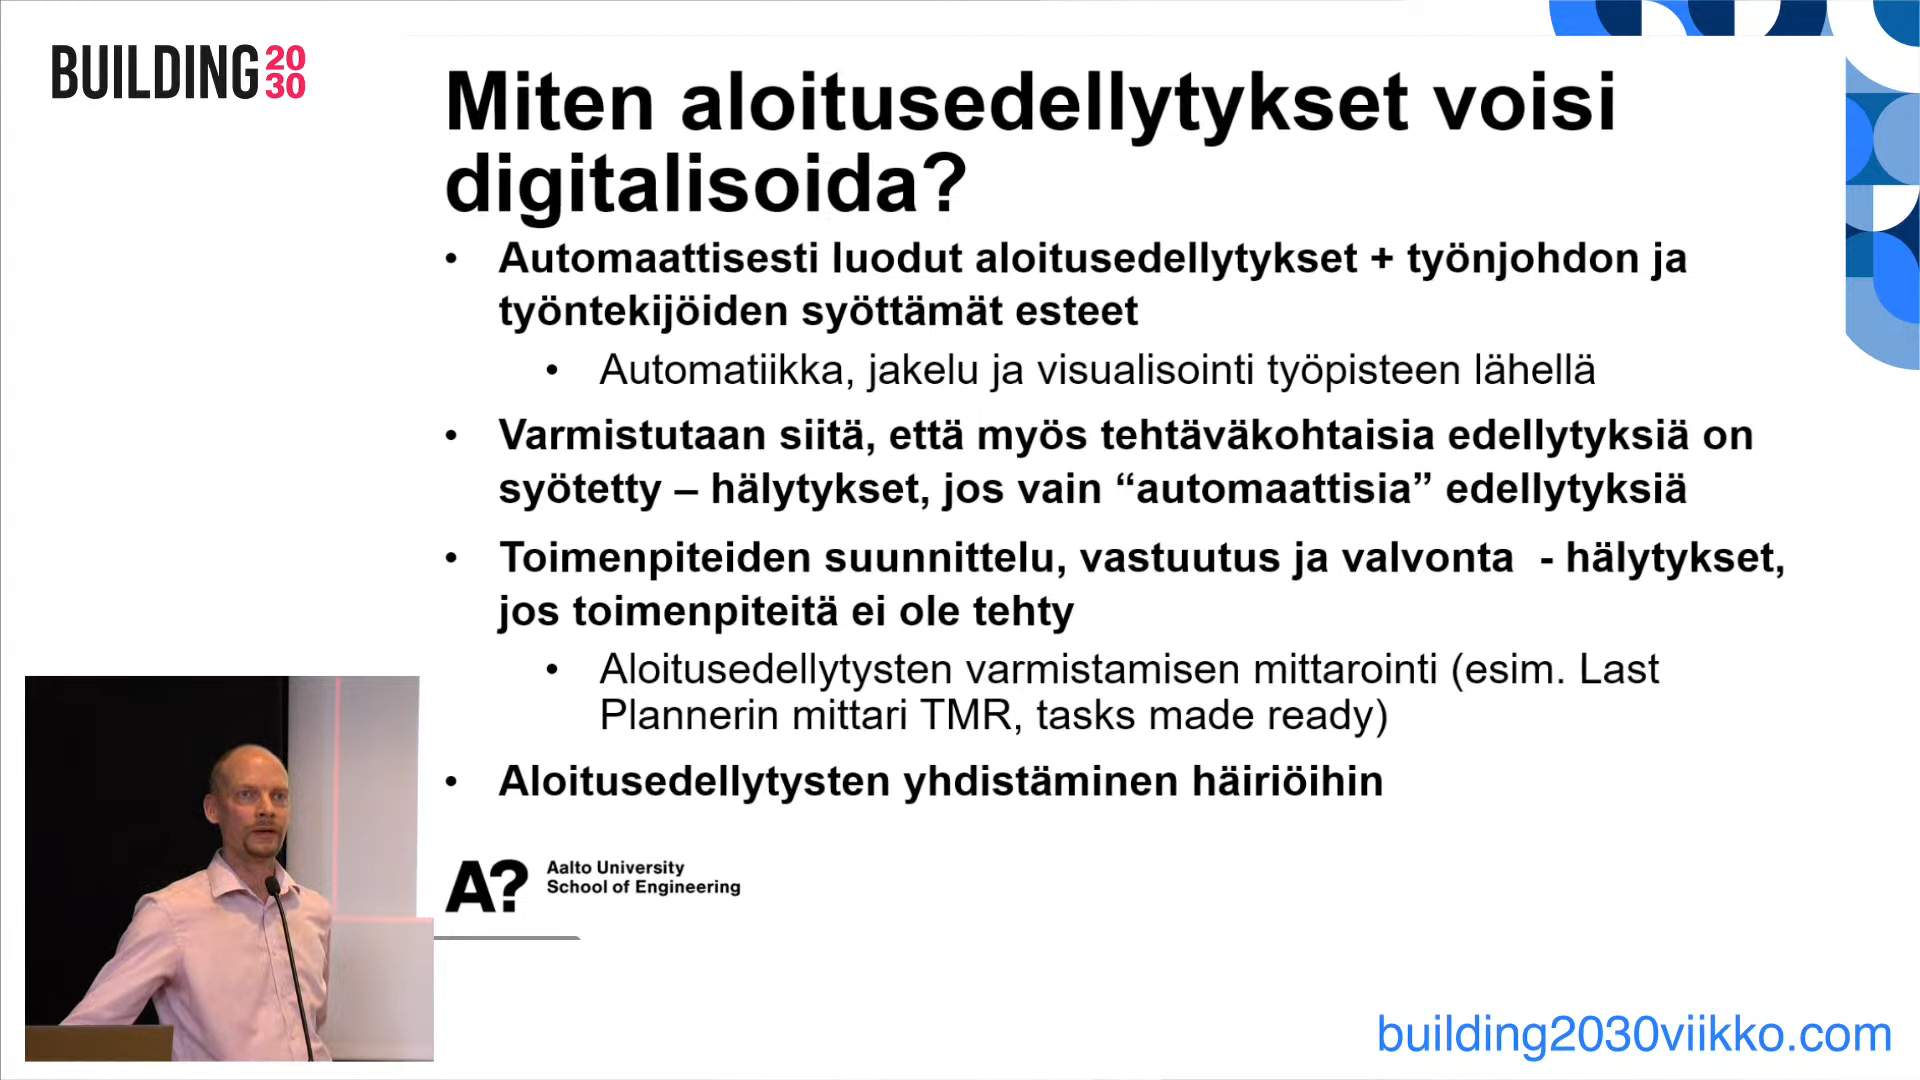 BUILDING 20 30
Miten aloitusedellytykset voisi
digitalisoida?
• Automaattisesti luodut aloitusedellytykset + työnjohdon ja
työntekijöiden syöttämät esteet
• Automatiikka, jakelu ja visualisointi työpisteen lähellä
• Varmistutaan siitä, että myös tehtäväkohtaisia edellytyksiä on
syötetty – hälytykset, jos vain “automaattisia” edellytyksiä
• Toimenpiteiden suunnittelu, vastuutus ja valvonta - hälytykset,
jos toimenpiteitä ei ole tehty
• Aloitusedellytysten varmistamisen mittarointi (esim. Last
Plannerin mittari TMR, tasks made ready)
• Aloitusedellytysten yhdistäminen häiriöihin
A? Aalto University
School of Engineering
building2030viikko.com